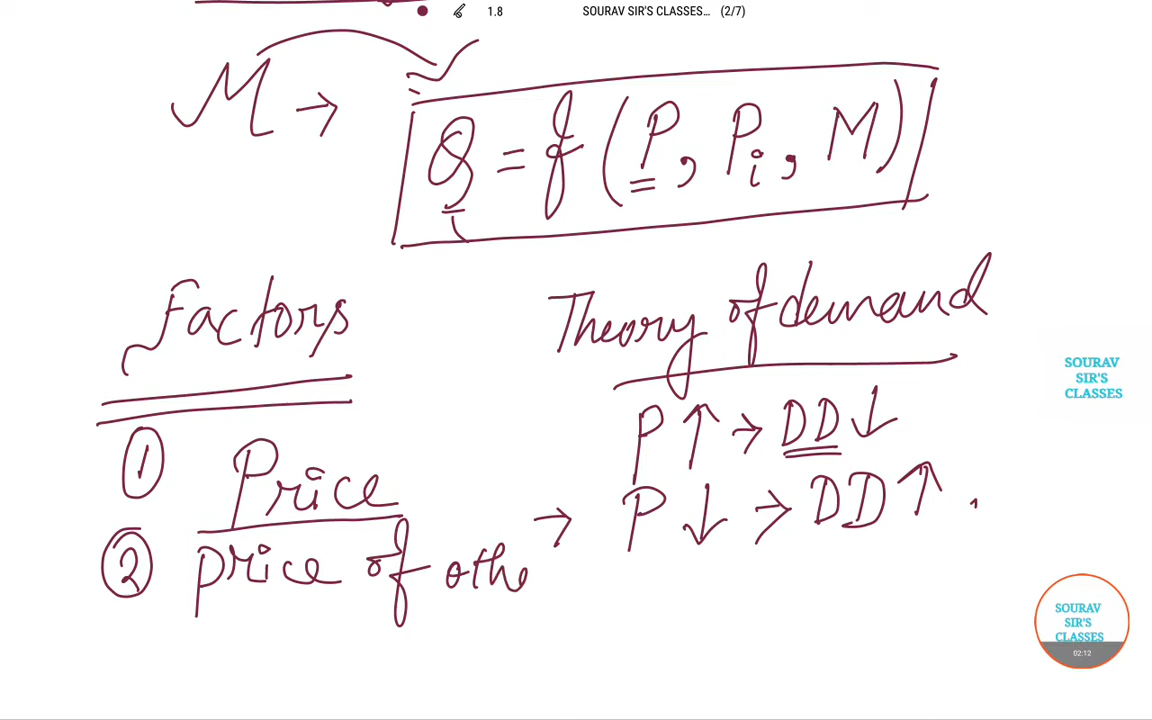 1.8 SOURAV SIR'S CLASSES... (2/7)
M → Q = f (P, Pi, M)
Factors
Theory of demand
① Price
P ↑ → DD ↓
② price of othe
→ P ↓ → DD ↑
SOURAV
SIR'S
CLASSES
SOURAV
SIR'S
CLASSES
02:12